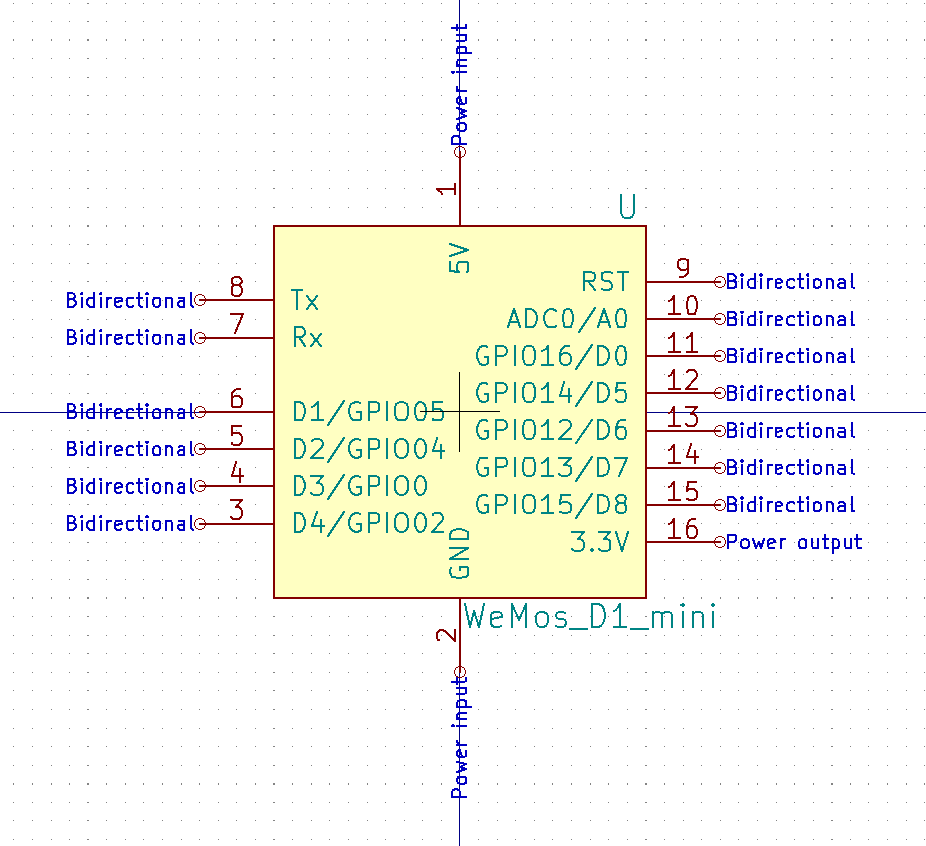 Power input
1
U
5V
8
Bidirectional
Tx
7
Bidirectional
Rx
6
Bidirectional
D1/GPIO05
5
Bidirectional
D2/GPIO04
4
Bidirectional
D3/GPIO0
3
Bidirectional
D4/GPIO02
9
RST
Bidirectional
10
ADC0/A0
Bidirectional
11
GPIO16/D0
Bidirectional
12
GPIO14/D5
Bidirectional
13
GPIO12/D6
Bidirectional
14
GPIO13/D7
Bidirectional
15
GPIO15/D8
Bidirectional
16
3.3V
Power output
GND
WeMos_D1_mini
2
Power input